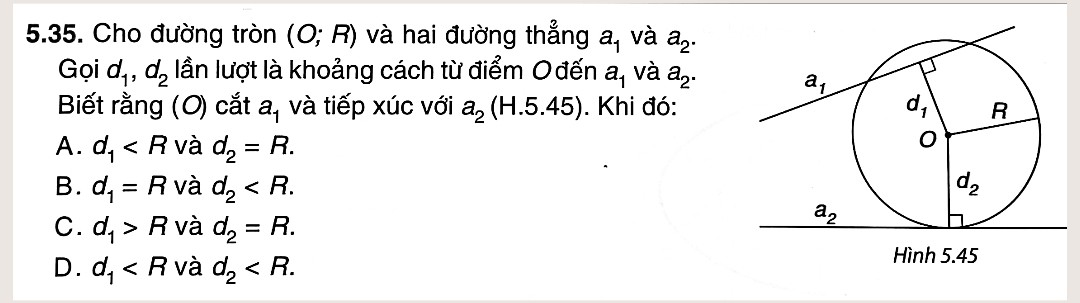 5.35. Cho đường tròn (O; R) và hai đường thẳng a₁ và a₂.
Gọi d₁, d₂ lần lượt là khoảng cách từ điểm O đến a₁ và a₂.
Biết rằng (O) cắt a₁ và tiếp xúc với a₂ (H.5.45). Khi đó:
A. d₁ < R và d₂ = R.
B. d₁ = R và d₂ < R.
C. d₁ > R và d₂ = R.
D. d₁ < R và d₂ < R.
a₁
d₁
R
O
d₂
a₂
Hình 5.45